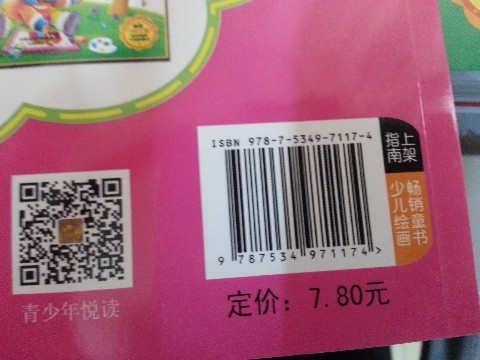 ISBN 978-7-5349-7117-4
上架
指南
畅销童书
少儿绘画
9 787534 971174 >
定价：7.80元
青少年悦读